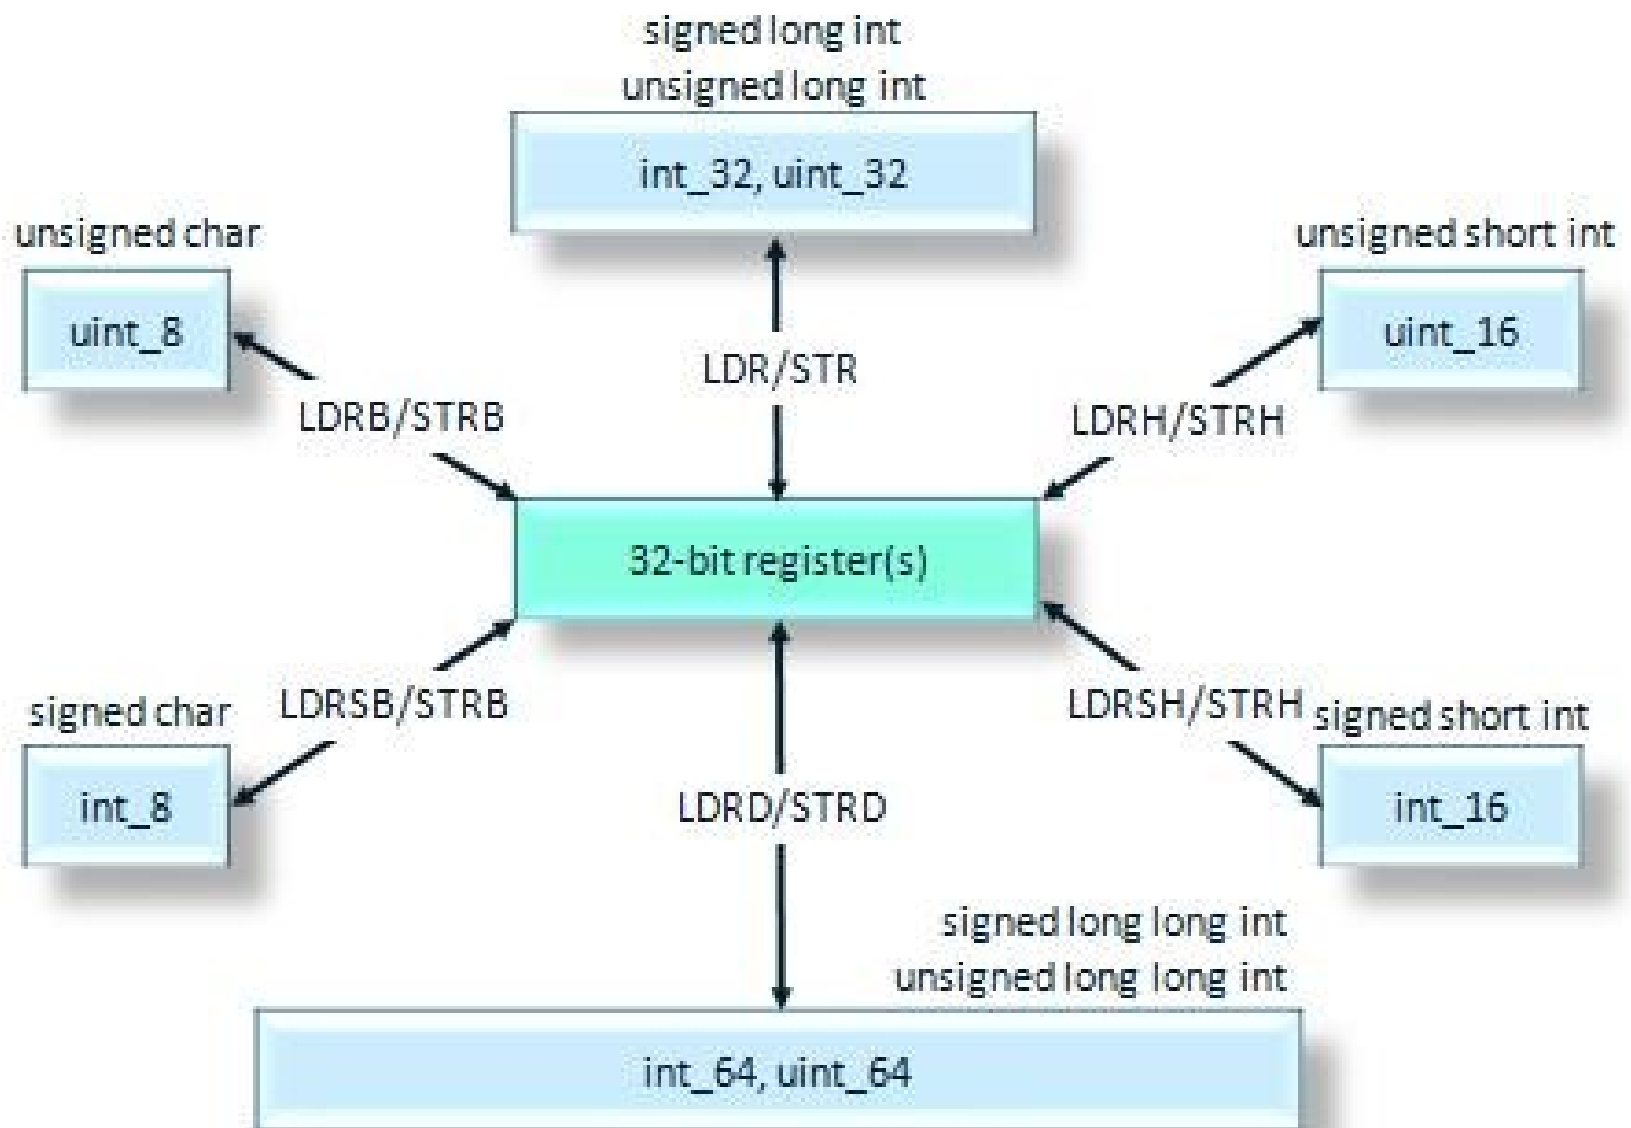 signed long int
unsigned long int
int_32, uint_32
unsigned char
unsigned short int
uint_8
uint_16
LDR/STR
LDRB/STRB
LDRH/STRH
32-bit register(s)
LDRSB/STRB
LDRSH/STRH
signed char
signed short int
int_8
LDRD/STRD
int_16
signed long long int
unsigned long long int
int_64, uint_64